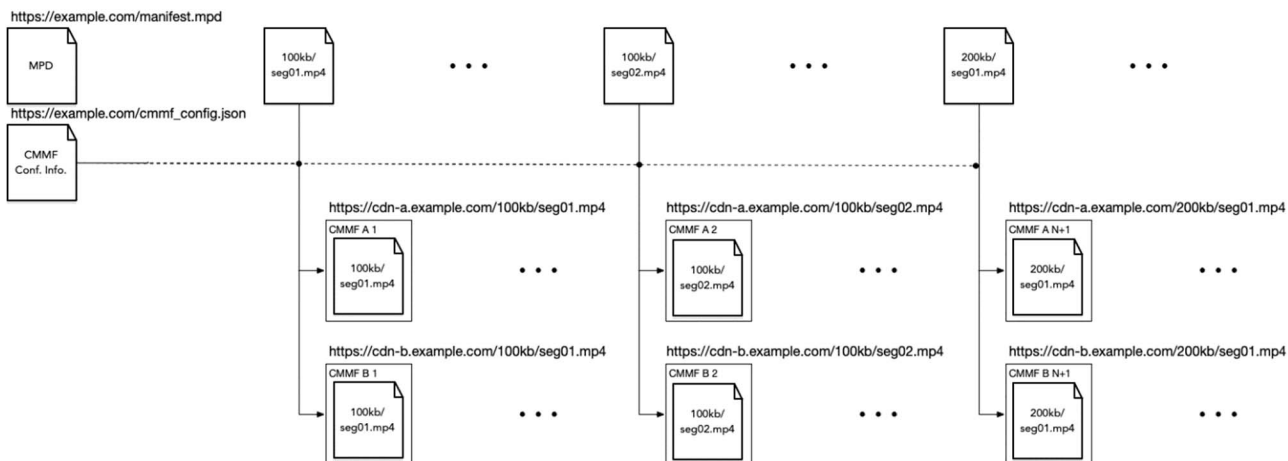 https://example.com/manifest.mpd
MPD
100kb/
seg01.mp4
• • •
100kb/
seg02.mp4
• • •
200kb/
seg01.mp4
• • •
https://example.com/cmmf_config.json
CMMF
Conf. Info.
https://cdn-a.example.com/100kb/seg01.mp4
CMMF A 1
100kb/
seg01.mp4
• • •
https://cdn-a.example.com/100kb/seg02.mp4
CMMF A 2
100kb/
seg02.mp4
• • •
https://cdn-a.example.com/200kb/seg01.mp4
CMMF A N+1
200kb/
seg01.mp4
• • •
https://cdn-b.example.com/100kb/seg01.mp4
CMMF B 1
100kb/
seg01.mp4
• • •
https://cdn-b.example.com/100kb/seg02.mp4
CMMF B 2
100kb/
seg02.mp4
• • •
https://cdn-b.example.com/200kb/seg01.mp4
CMMF B N+1
200kb/
seg01.mp4
• • •